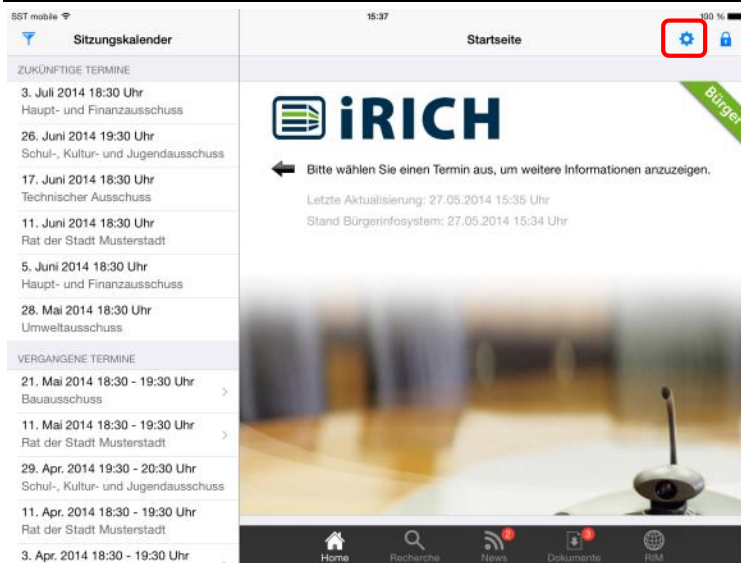 SST mobile
15:37
100 %
Sitzungskalender
Startseite
ZUKÜNFTIGE TERMINE
3. Juli 2014 18:30 Uhr
Haupt- und Finanzausschuss
26. Juni 2014 19:30 Uhr
Schul-, Kultur- und Jugendausschuss
17. Juni 2014 18:30 Uhr
Technischer Ausschuss
11. Juni 2014 18:30 Uhr
Rat der Stadt Musterstadt
5. Juni 2014 18:30 Uhr
Haupt- und Finanzausschuss
28. Mai 2014 18:30 Uhr
Umweltausschuss
VERGANGENE TERMINE
21. Mai 2014 18:30 - 19:30 Uhr
Bauausschuss
11. Mai 2014 18:30 - 19:30 Uhr
Rat der Stadt Musterstadt
29. Apr. 2014 19:30 - 20:30 Uhr
Schul-, Kultur- und Jugendausschuss
11. Apr. 2014 18:30 - 19:30 Uhr
Rat der Stadt Musterstadt
3. Apr. 2014 18:30 - 19:30 Uhr
iRICH
Bürger
Bitte wählen Sie einen Termin aus, um weitere Informationen anzuzeigen.
Letzte Aktualisierung: 27.05.2014 15:35 Uhr
Stand Bürgerinfosystem: 27.05.2014 15:34 Uhr
2
3
Home
Recherche
News
Dokumente
RIM